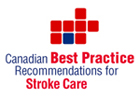 Canadian Best Practice
Recommendations for
Stroke Care